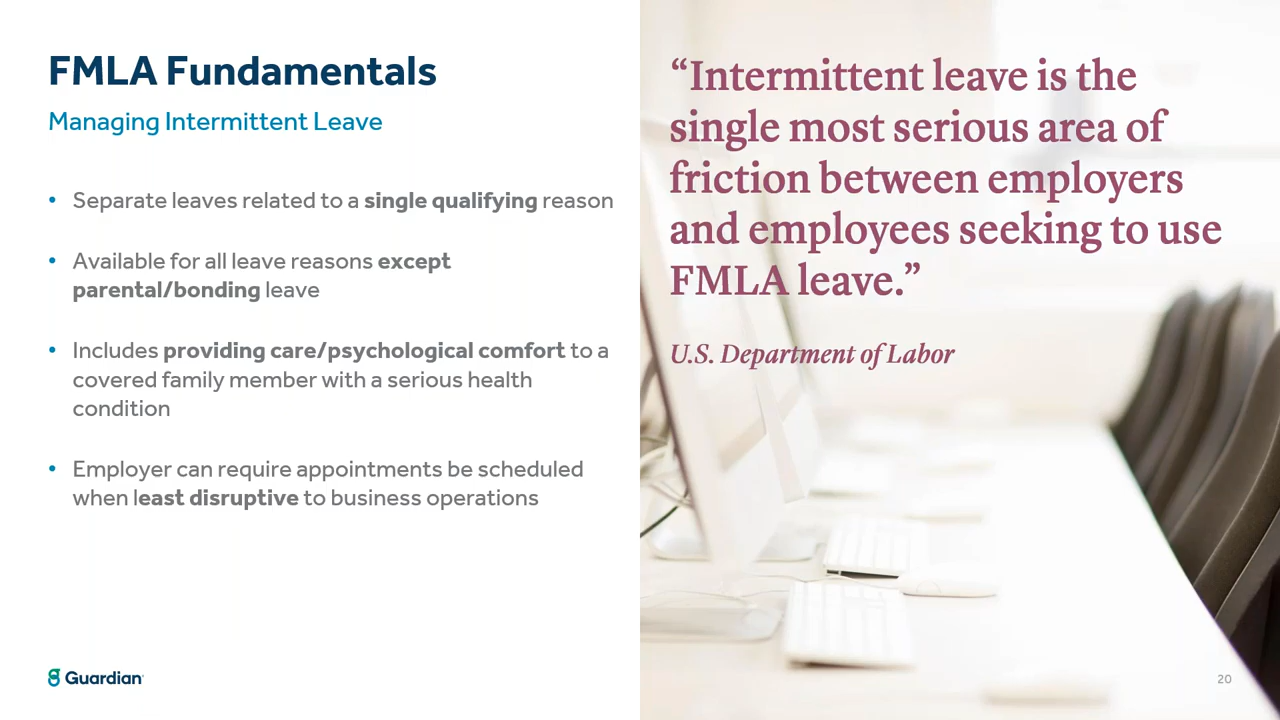 FMLA Fundamentals
Managing Intermittent Leave
• Separate leaves related to a single qualifying reason
• Available for all leave reasons except
parental/bonding leave
• Includes providing care/psychological comfort to a
covered family member with a serious health
condition
• Employer can require appointments be scheduled
when least disruptive to business operations
Guardian
“Intermittent leave is the
single most serious area of
friction between employers
and employees seeking to use
FMLA leave.”
U.S. Department of Labor
20